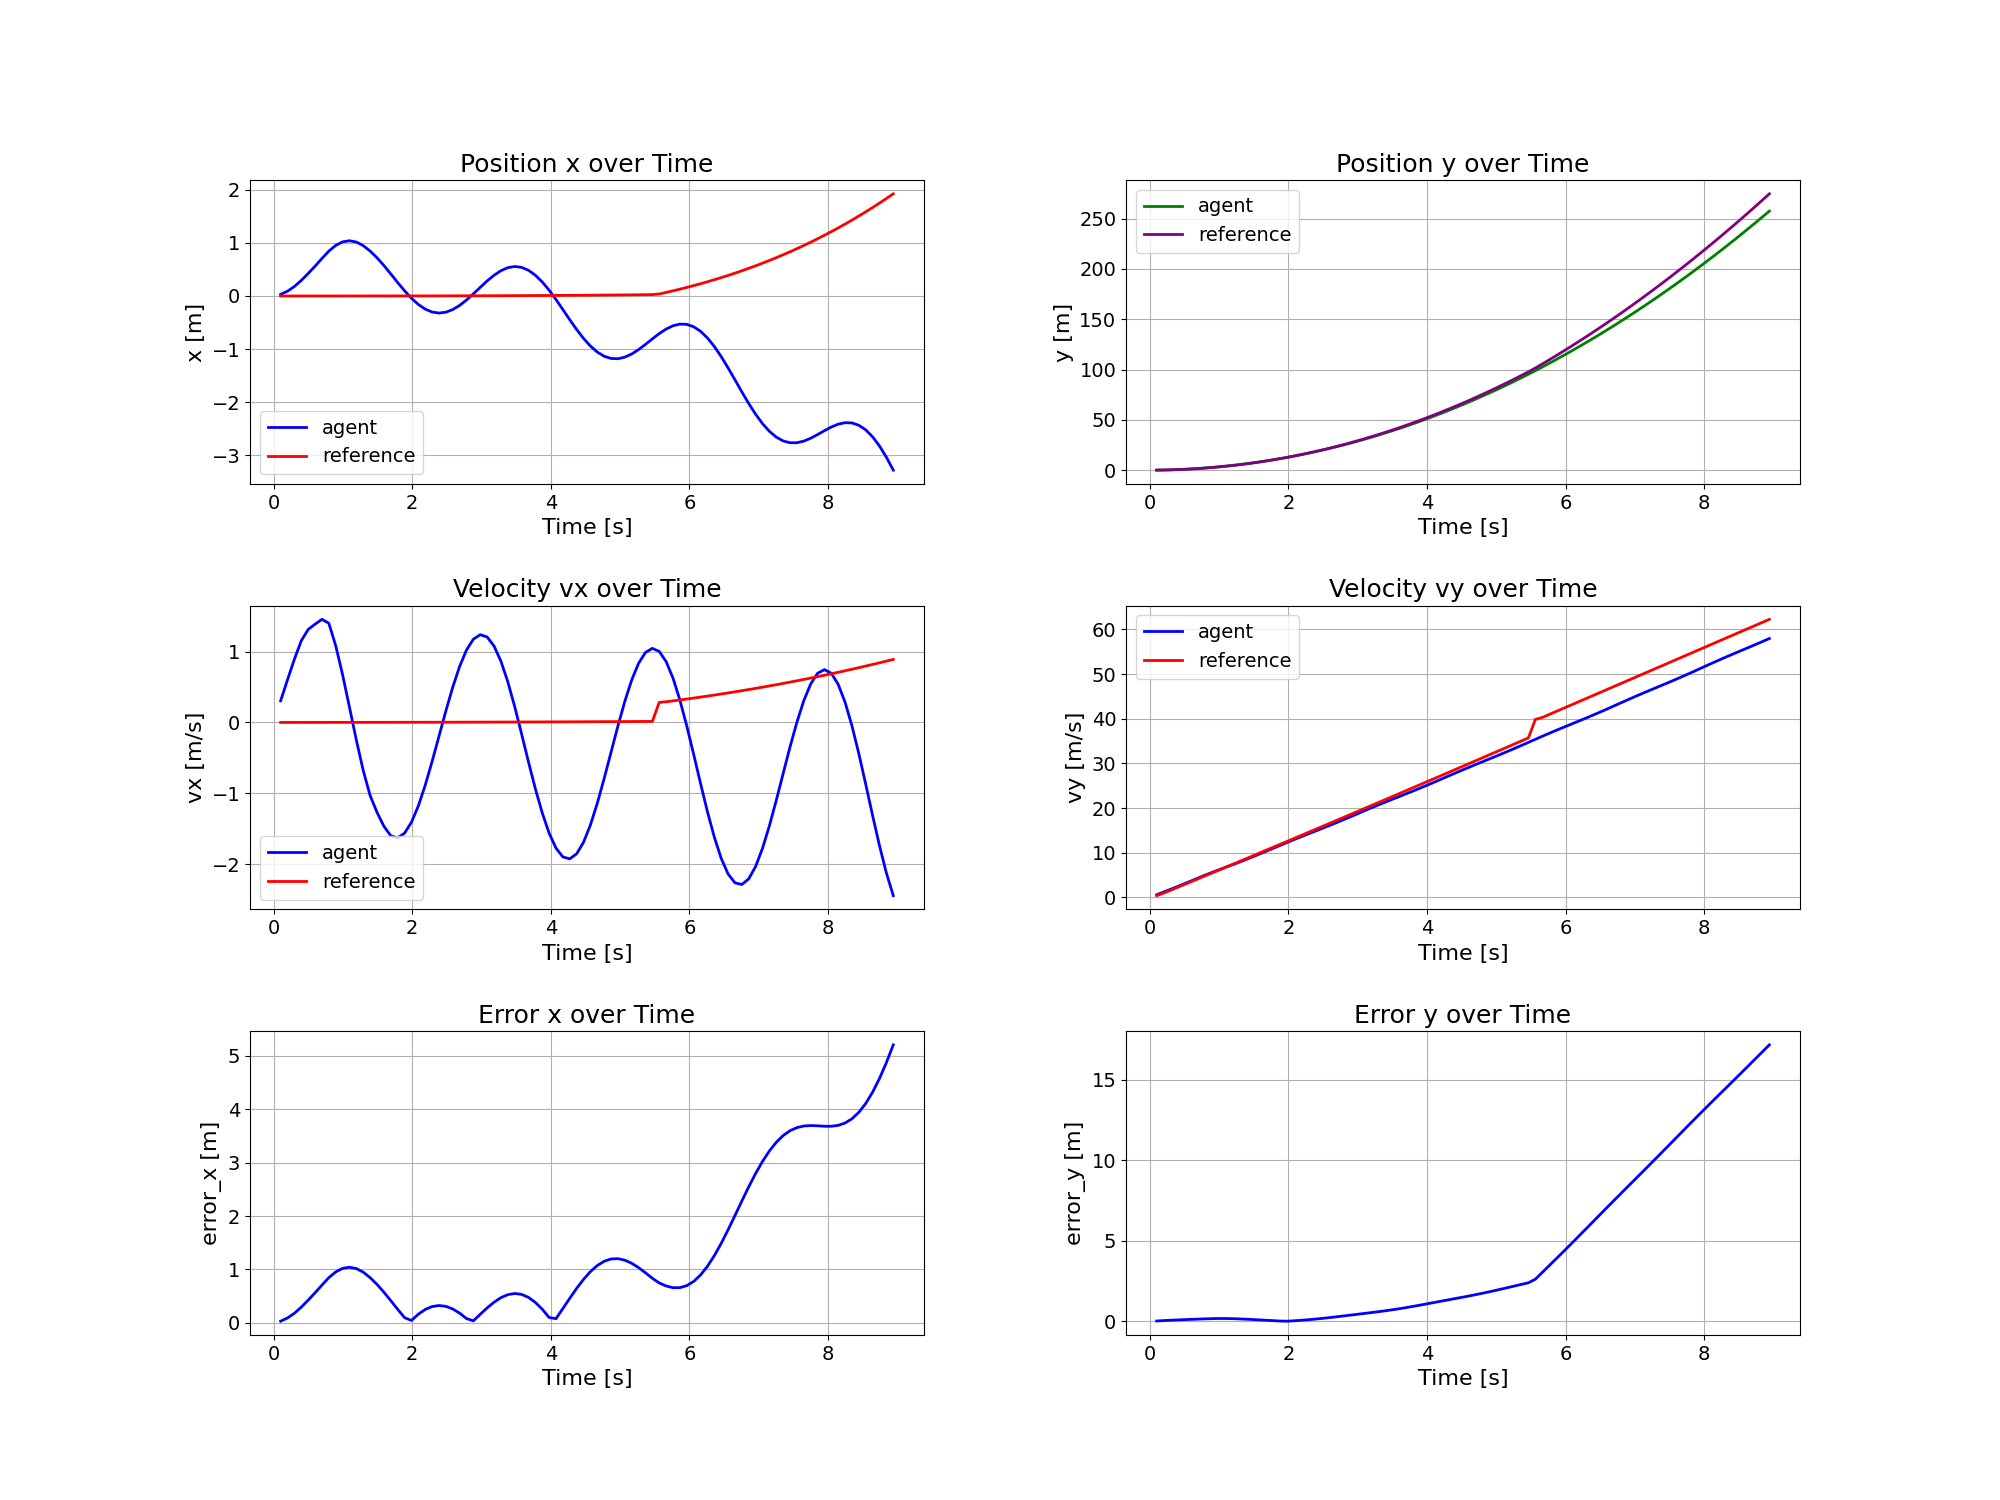 Position x over Time
2
1
0
−1
−2
−3
x [m]
agent
reference
0 2 4 6 8
Time [s]
Position y over Time
250
200
150
100
50
0
y [m]
agent
reference
0 2 4 6 8
Time [s]
Velocity vx over Time
1
0
−1
−2
vx [m/s]
agent
reference
0 2 4 6 8
Time [s]
Velocity vy over Time
60
50
40
30
20
10
0
vy [m/s]
agent
reference
0 2 4 6 8
Time [s]
Error x over Time
5
4
3
2
1
0
error_x [m]
0 2 4 6 8
Time [s]
Error y over Time
15
10
5
0
error_y [m]
0 2 4 6 8
Time [s]